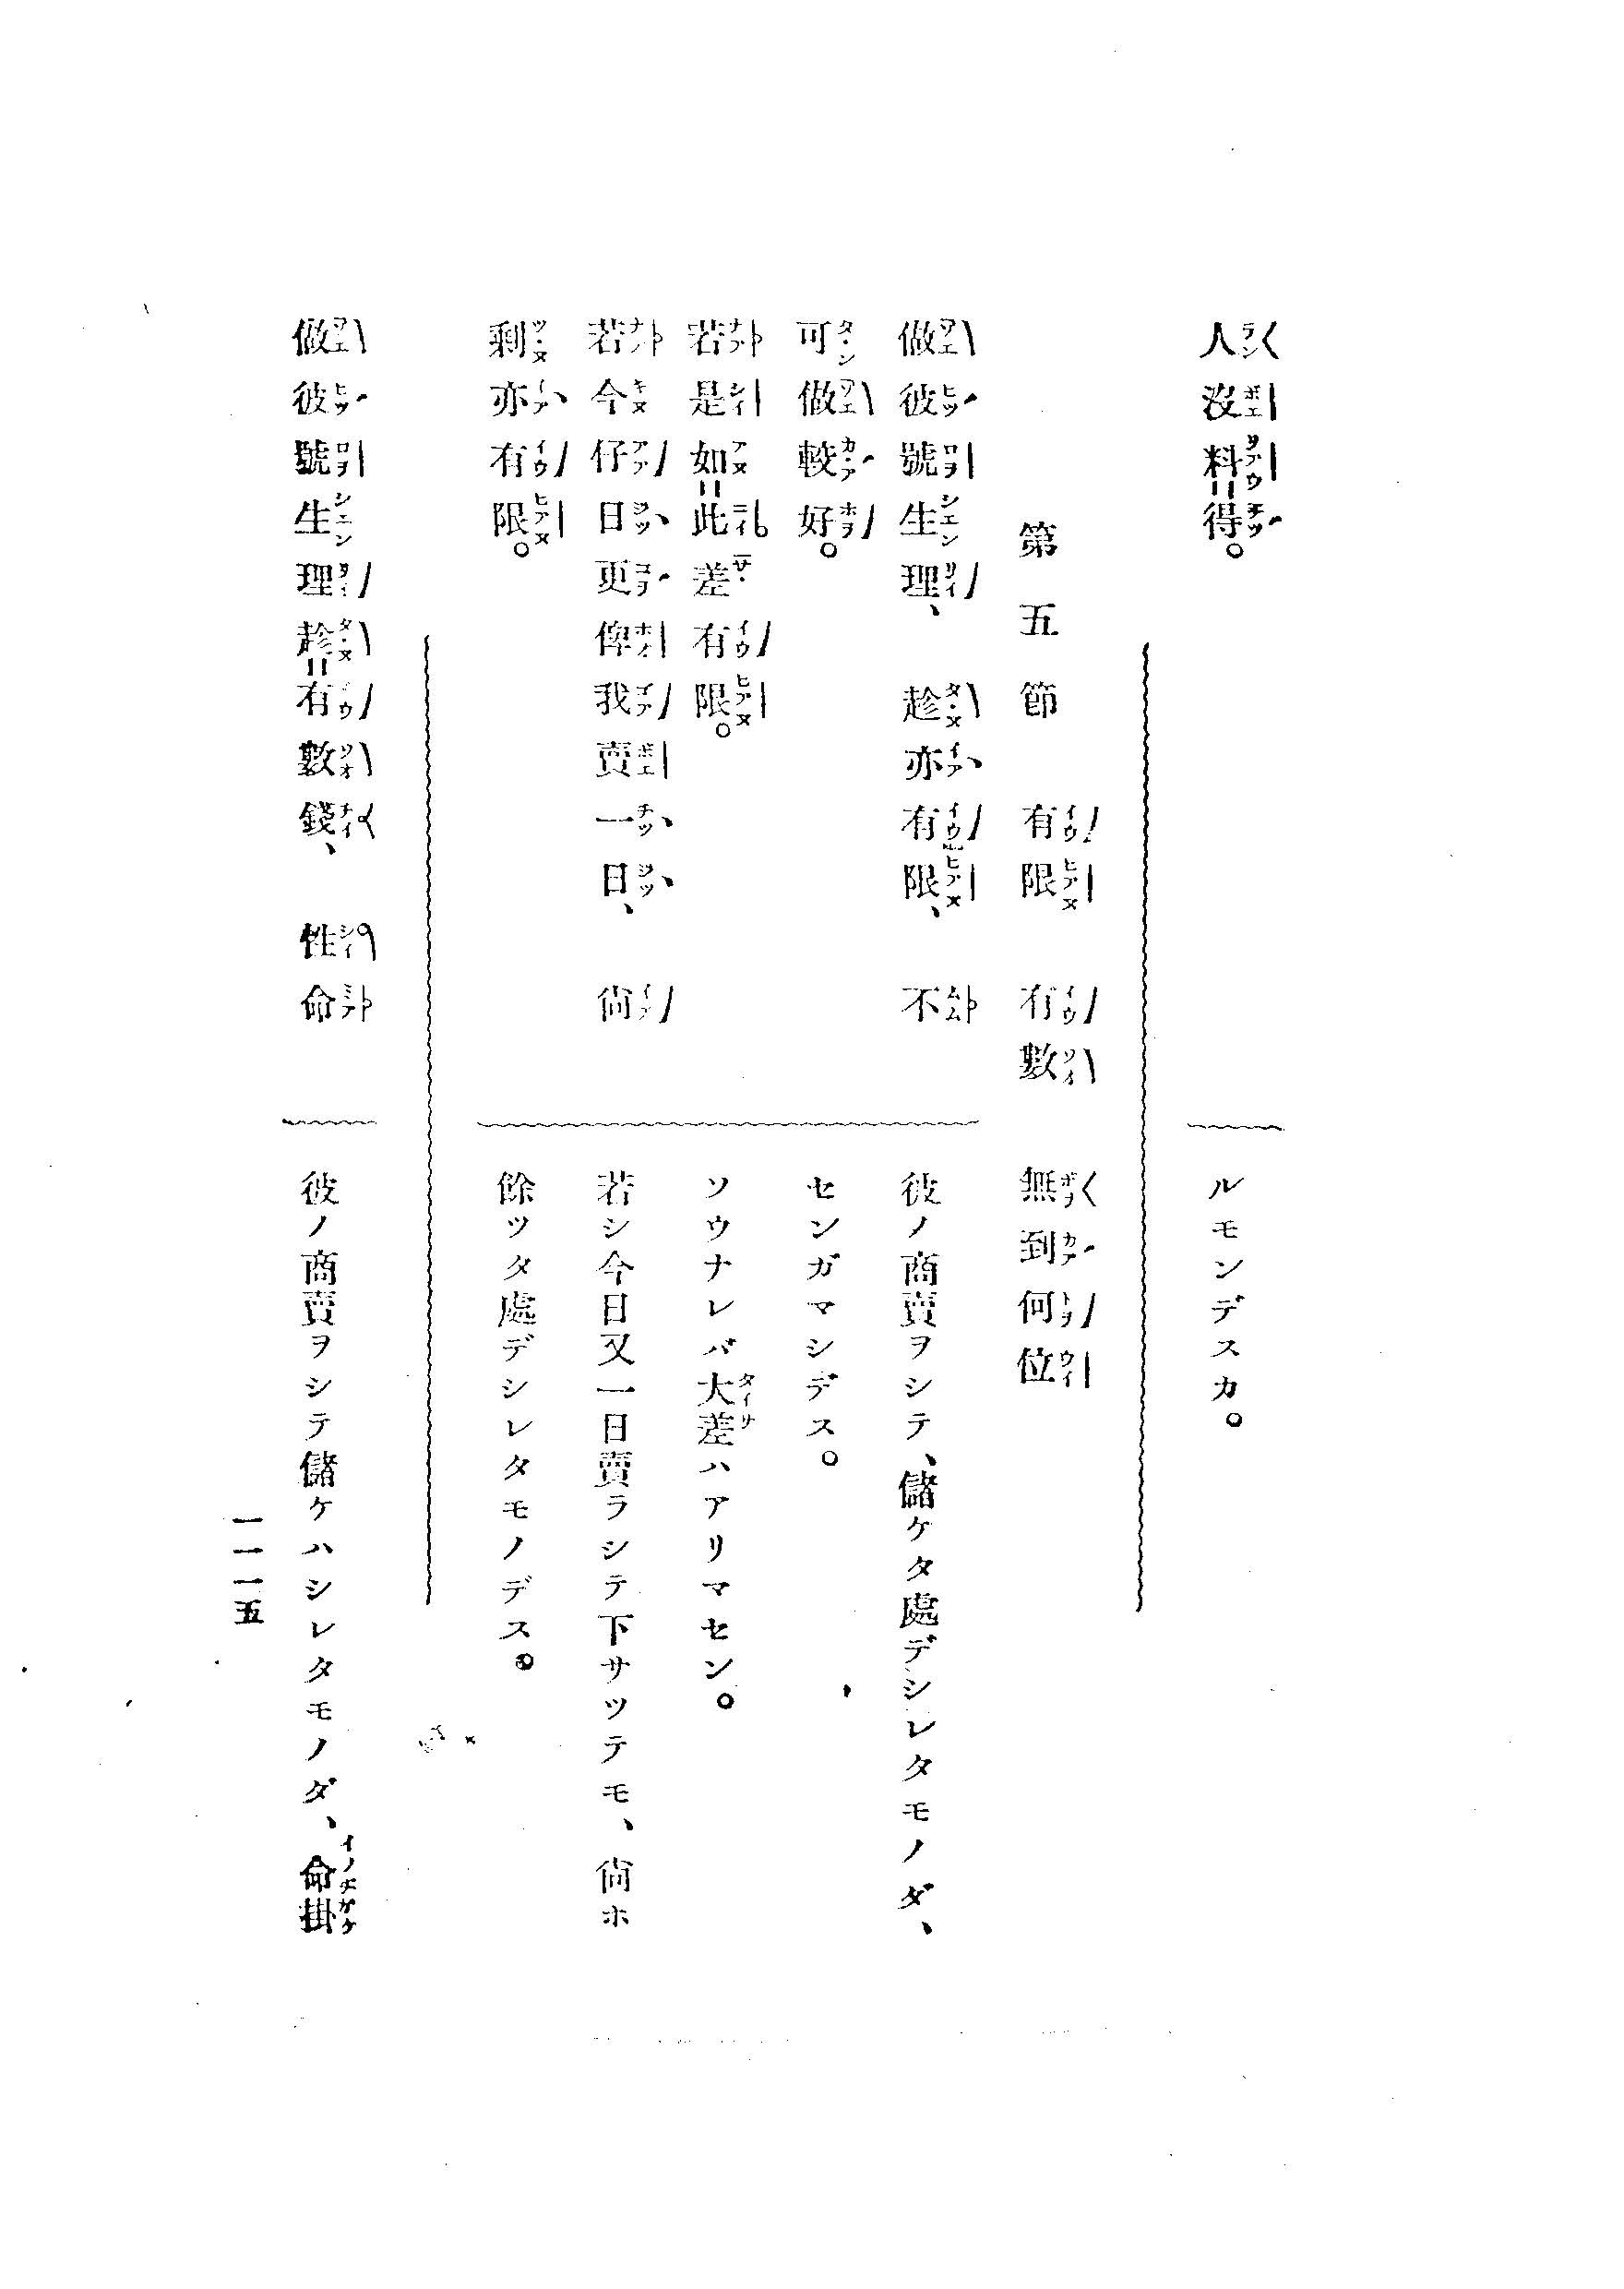 人沒料=得。
ルモンデスカ。
第五節　有限　有數　無到何位
做彼號生理、趁亦有限、不
彼ノ商賣ヲシテ、儲ケタ處デシレタモノダ、
可做較好。
センガマシデス。
若是如=此差有限。
ソウナレバ大差ハアリマセン。
若今仔日更俾我賣一日、尙
若シ今日又一日賣ラシテ下サツテモ、尙ホ
剩亦有限。
餘ツタ處デシレタモノデス。
做彼號生理趁=有數錢、性命
彼ノ商賣ヲシテ儲ケハシレタモノダ、命掛
一一一五